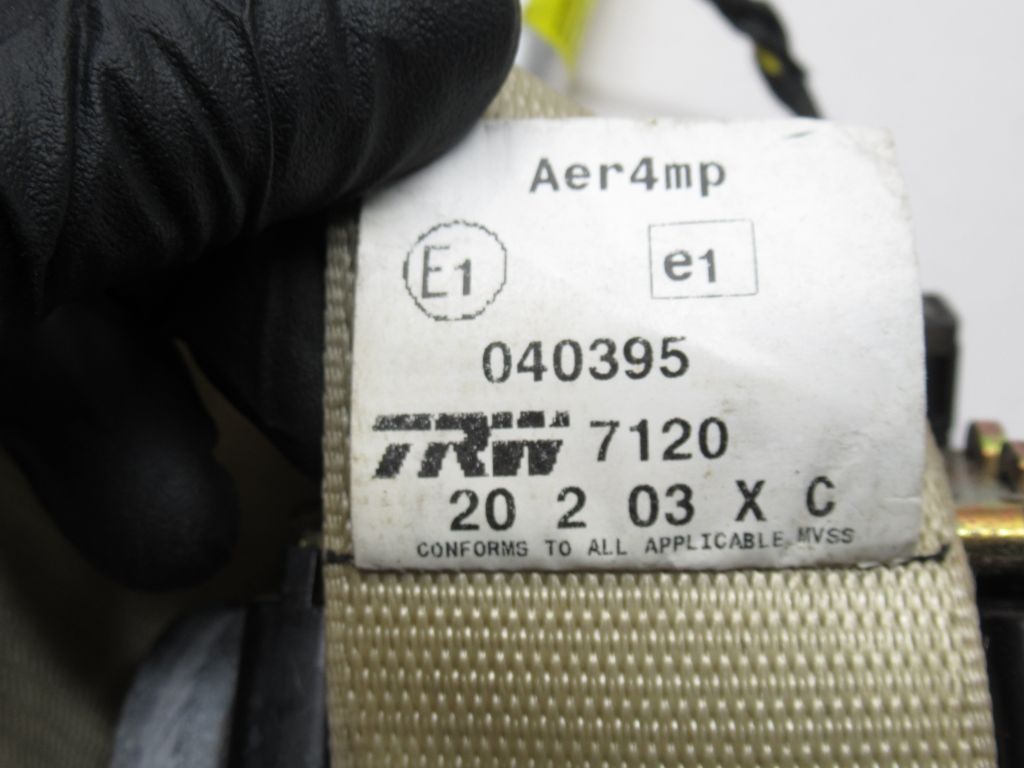 Aer4mp
E1 e1
040395
TRW 7120
20 2 03 X C
CONFORMS TO ALL APPLICABLE MVSS